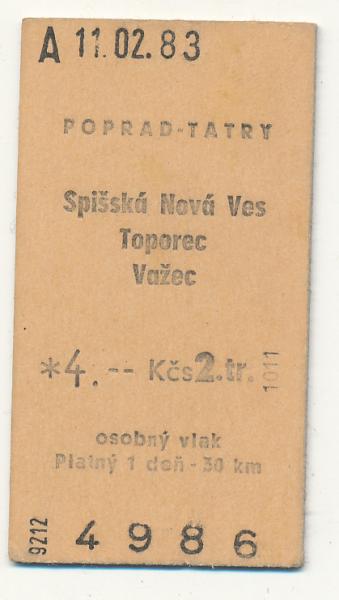 A 11.02.83
POPRAD-TATRY
Spišská Nová Ves
Toporec
Važec
*4.-- Kčs 2.tr.
1011
osobný vlak
Platný 1 deň - 30 km
9212
4986